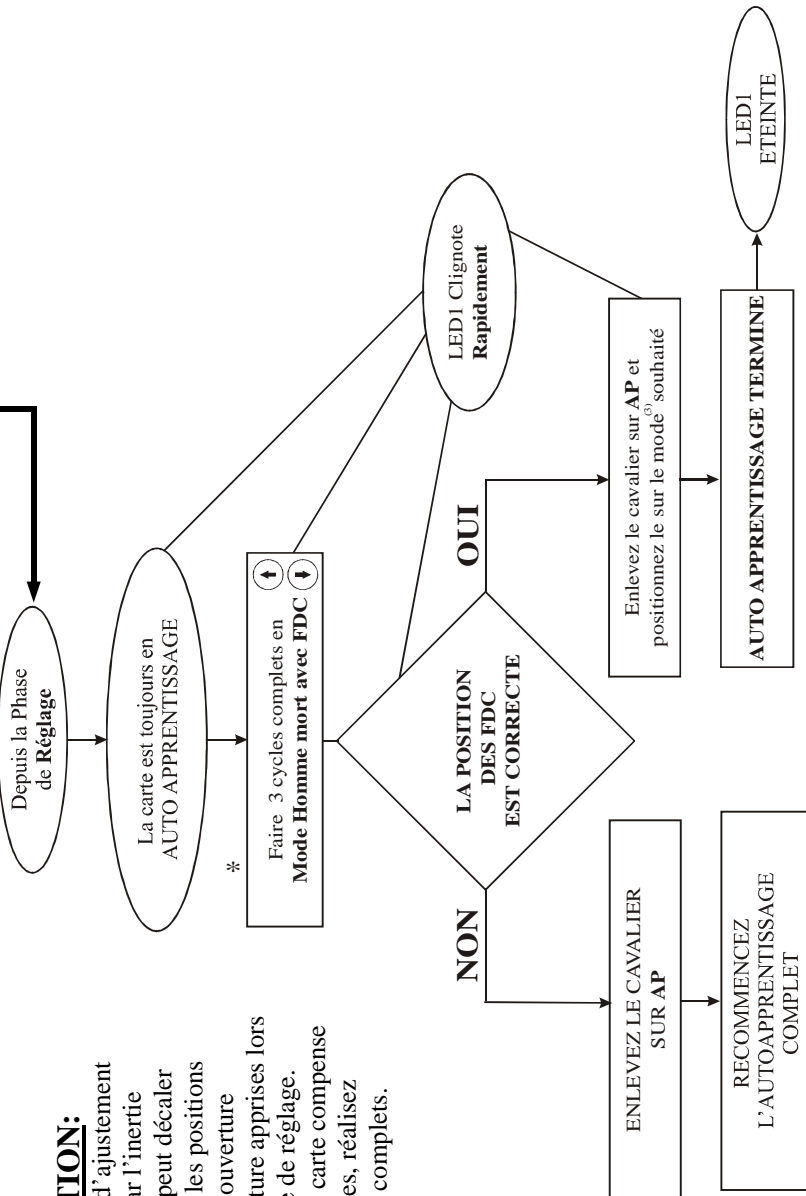 Depuis la Phase
de Réglage
La carte est toujours en
AUTO APPRENTISSAGE
*
Faire 3 cycles complets en
Mode Homme mort avec FDC
LED1 Clignote
Rapidement
LA POSITION
DES FDC
EST CORRECTE
NON
OUI
ENLEVEZ LE CAVALIER
SUR AP
RECOMMENCEZ
L'AUTOAPPRENTISSAGE
COMPLET
Enlevez le cavalier sur AP et
positionnez le sur le mode(3) souhaité
AUTO APPRENTISSAGE TERMINE
LED1
ETEINTE
TION:
d'ajustement
ar l'inertie
peut décaler
les positions
ouverture
ture apprises lors
e de réglage.
carte compense
es, réalisez
complets.